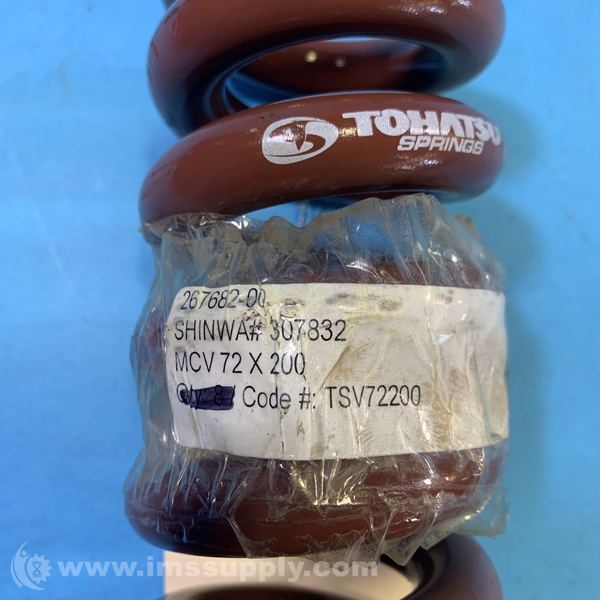 TOHATSU
SPRINGS
267682-00
SHINWA# 307832
MCV 72 X 200
Qty: 8 / Code #: TSV72200
www.imssupply.com